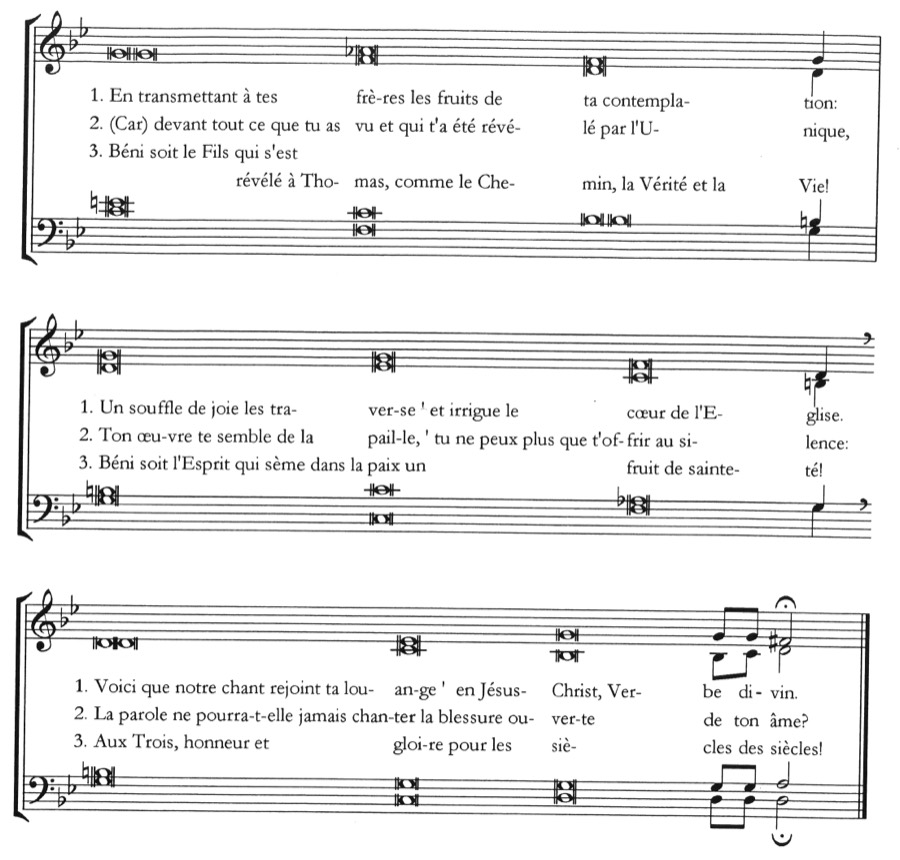 1. En transmettant à tes frè-res les fruits de ta contempla- tion:
2. (Car) devant tout ce que tu as vu et qui t'a été révé- lé par l'U- nique,
3. Béni soit le Fils qui s'est
révélé à Tho- mas, comme le Che- min, la Vérité et la Vie!
1. Un souffle de joie les tra- ver-se ' et irrigue le cœur de l'E- glise.
2. Ton œu-vre te semble de la pail-le, ' tu ne peux plus que t'of-frir au si- lence:
3. Béni soit l'Esprit qui sème dans la paix un fruit de sainte- té!
1. Voici que notre chant rejoint ta lou- an-ge ' en Jésus- Christ, Ver- be di- vin.
2. La parole ne pourra-t-elle jamais chan-ter la blessure ou- ver-te de ton âme?
3. Aux Trois, honneur et gloi-re pour les siè- cles des siècles!